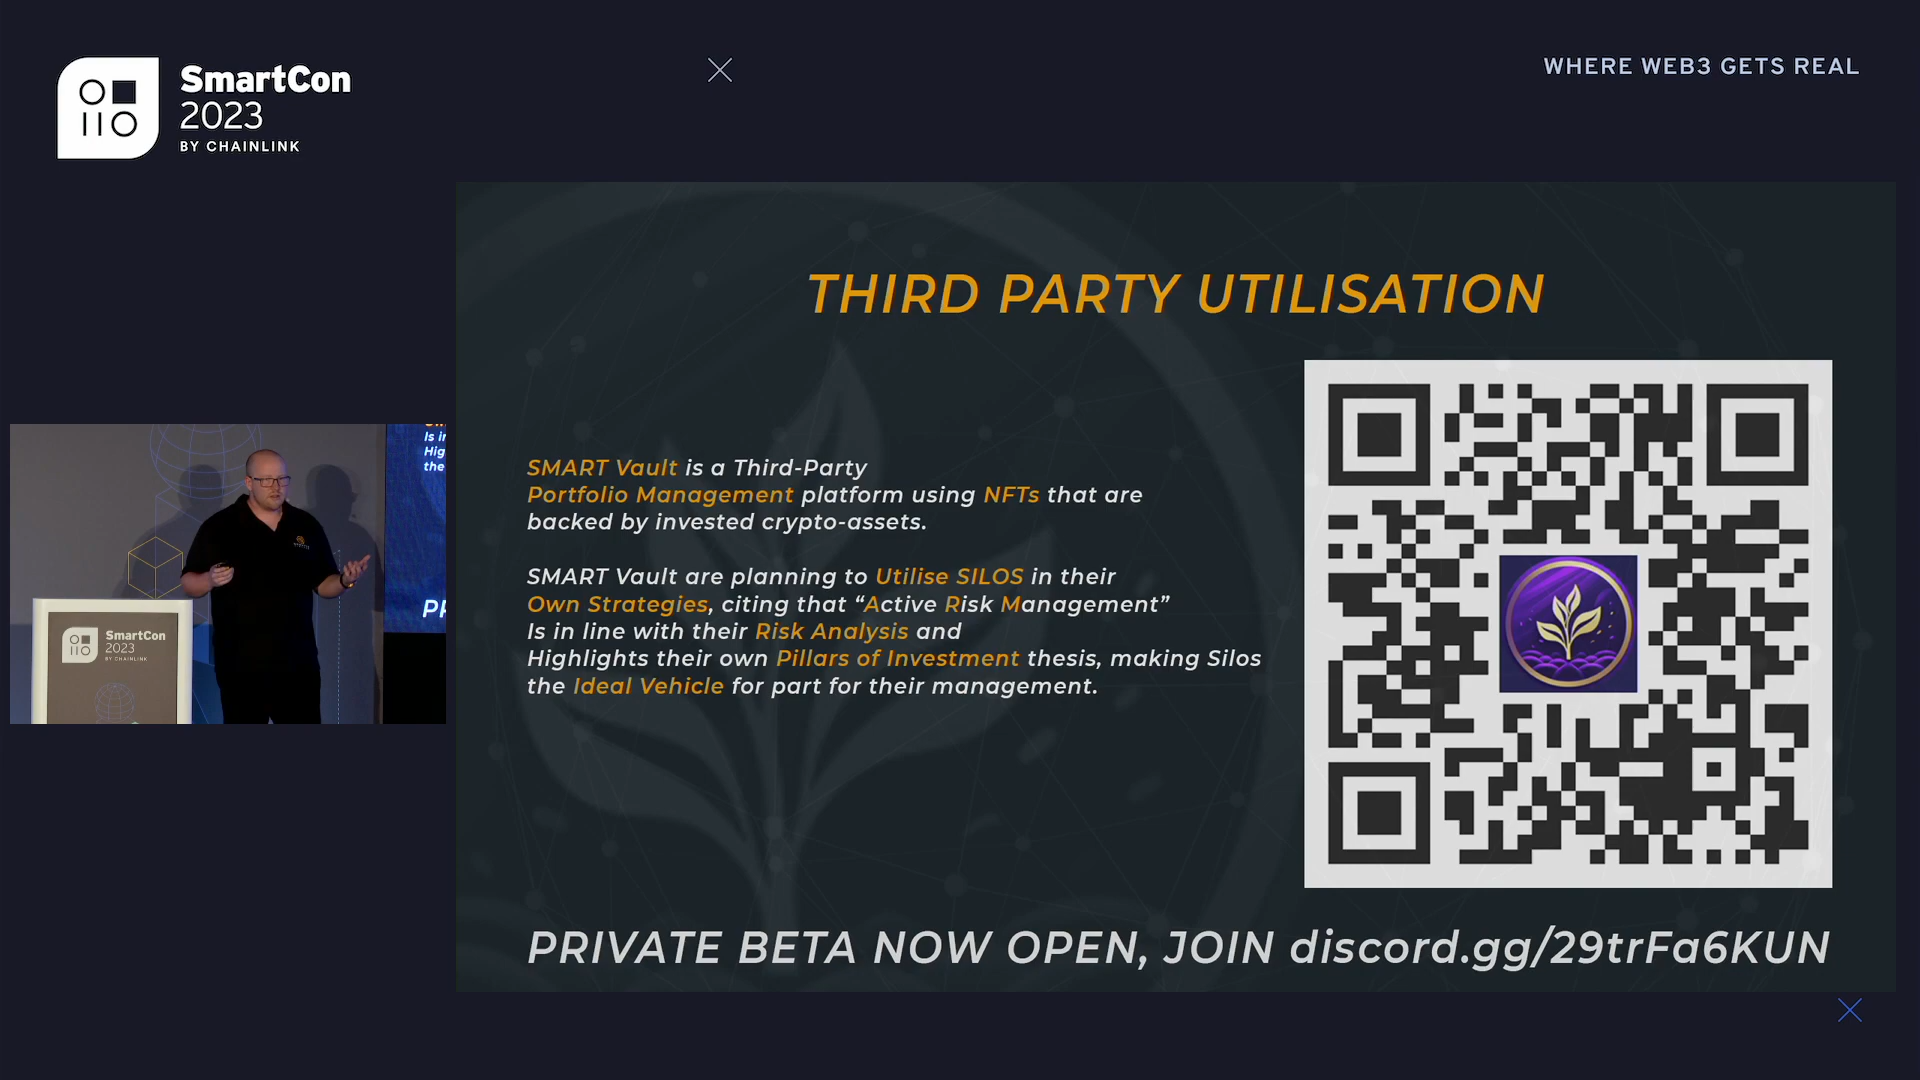 SmartCon
2023
BY CHAINLINK
WHERE WEB3 GETS REAL
THIRD PARTY UTILISATION
SMART Vault is a Third-Party
Portfolio Management platform using NFTs that are
backed by invested crypto-assets.
SMART Vault are planning to Utilise SILOS in their
Own Strategies, citing that “Active Risk Management”
Is in line with their Risk Analysis and
Highlights their own Pillars of Investment thesis, making Silos
the Ideal Vehicle for part for their management.
PRIVATE BETA NOW OPEN, JOIN discord.gg/29trFa6KUN
Is i
Hig
the
SmartCon
2023
BY CHAINLINK